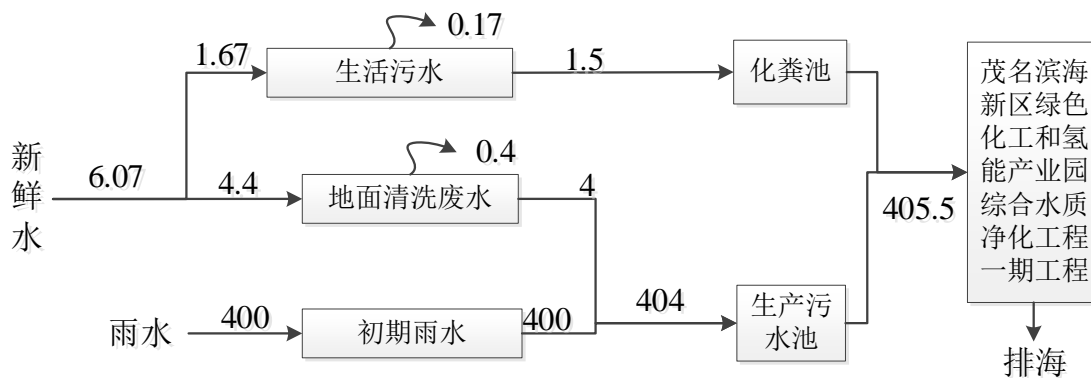 0.17
1.67
生活污水
1.5
化粪池
新
鲜
水
6.07
0.4
4.4
地面清洗废水
4
405.5
雨水
400
初期雨水
400
404
生产污
水池
茂名滨海
新区绿色
化工和氢
能产业园
综合水质
净化工程
一期工程
排海